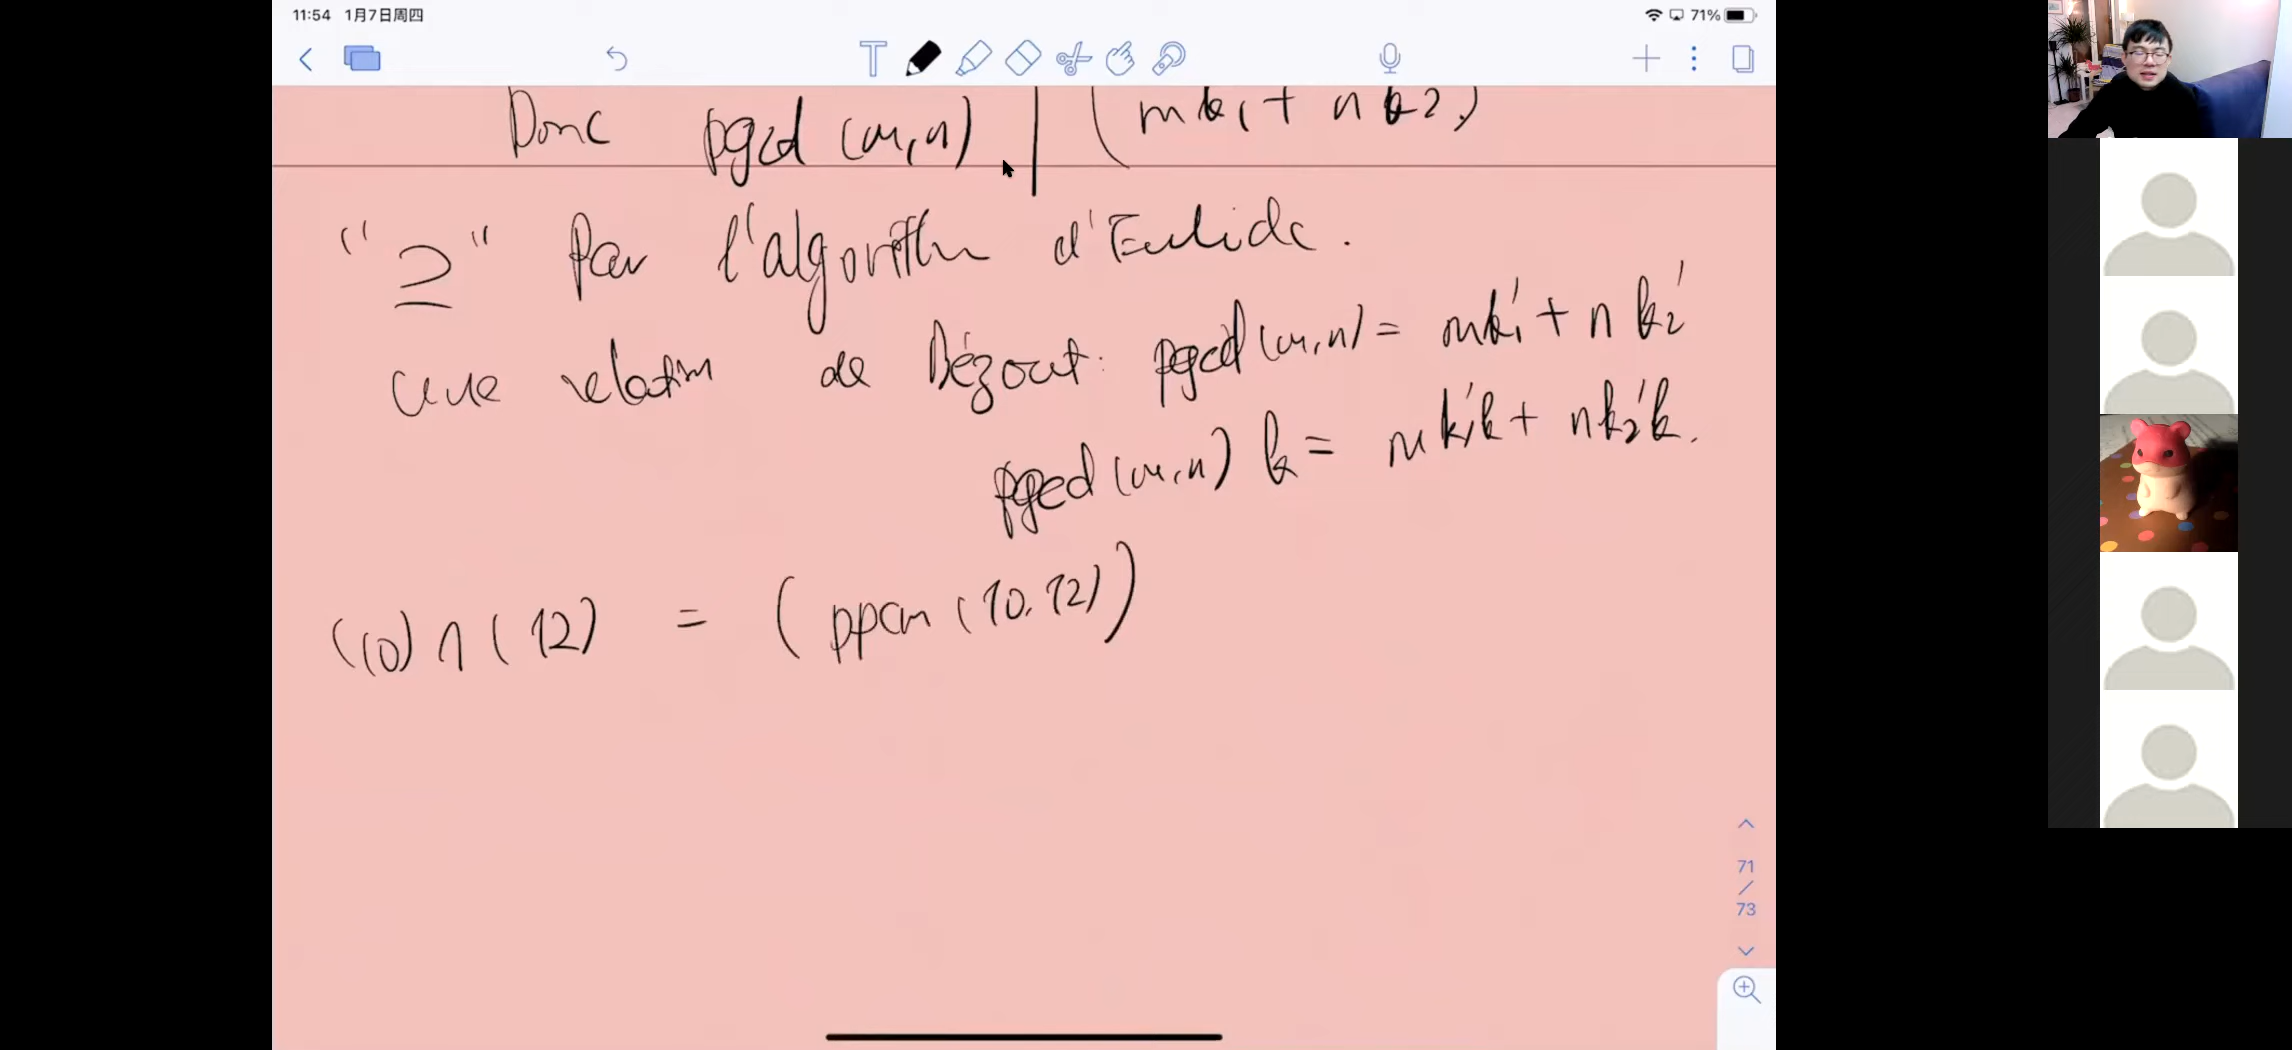 11:54 1月7日周四 71%
Donc pgcd (m,n) | (mk₁ + nk₂)
"⊇" Par l'algorithm d'Euclide.
une relation de Bézout: pgcd (m,n) = mk₁' + nk₂'
pgcd (m,n) k = mk₁'k + nk₂'k.
(10) ∩ (12) = (ppcm (10,12))
71
/
73